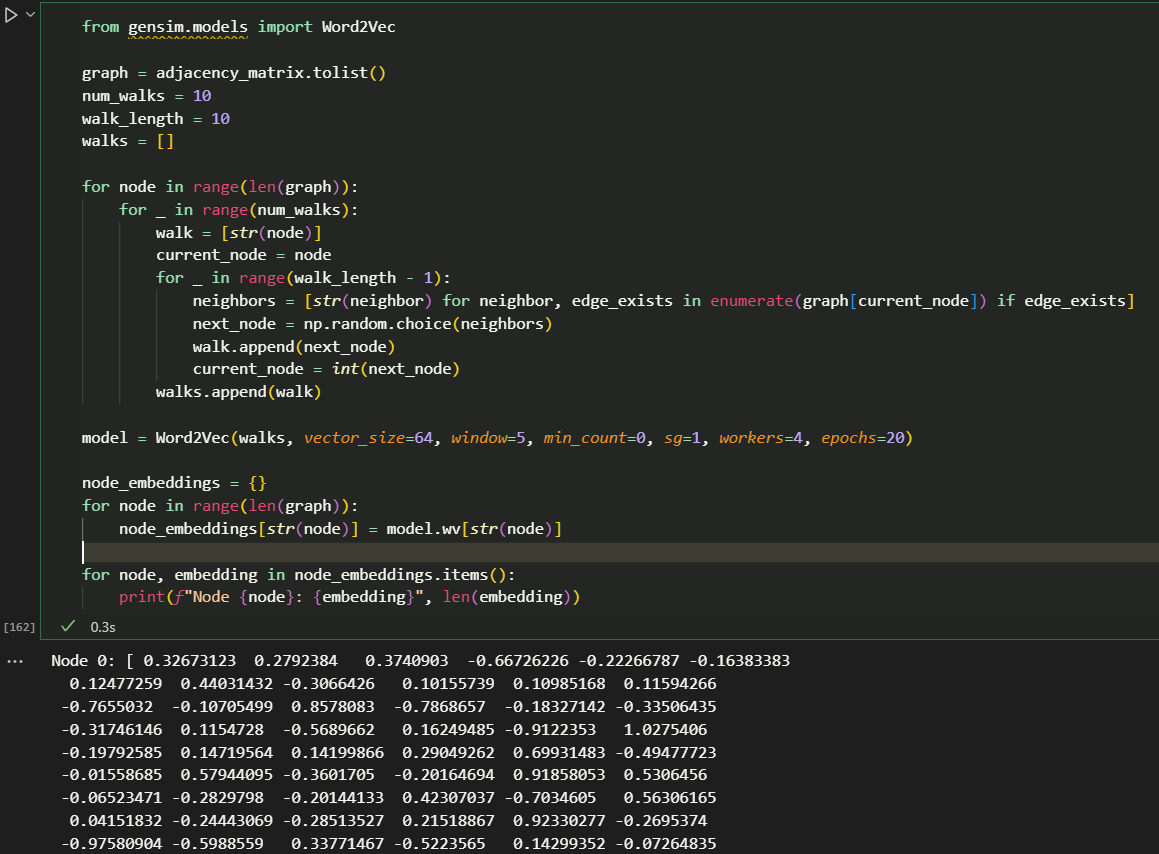 from gensim.models import Word2Vec
graph = adjacency_matrix.tolist()
num_walks = 10
walk_length = 10
walks = []
for node in range(len(graph)):
    for _ in range(num_walks):
        walk = [str(node)]
        current_node = node
        for _ in range(walk_length - 1):
            neighbors = [str(neighbor) for neighbor, edge_exists in enumerate(graph[current_node]) if edge_exists]
            next_node = np.random.choice(neighbors)
            walk.append(next_node)
            current_node = int(next_node)
        walks.append(walk)
model = Word2Vec(walks, vector_size=64, window=5, min_count=0, sg=1, workers=4, epochs=20)
node_embeddings = {}
for node in range(len(graph)):
    node_embeddings[str(node)] = model.wv[str(node)]
for node, embedding in node_embeddings.items():
    print(f"Node {node}: {embedding}", len(embedding))
[162] ✓ 0.3s
... Node 0: [ 0.32673123  0.2792384   0.3740903  -0.66726226 -0.22266787 -0.16383383
  0.12477259  0.44031432 -0.3066426   0.10155739  0.10985168  0.11594266
 -0.7655032  -0.10705499  0.8578083  -0.7868657  -0.18327142 -0.33506435
 -0.31746146  0.1154728  -0.5689662   0.16249485 -0.9122353   1.0275406
 -0.19792585  0.14719564  0.14199866  0.29049262  0.69931483 -0.49477723
 -0.01558685  0.57944095 -0.3601705  -0.20164694  0.91858053  0.5306456
 -0.06523471 -0.2829798  -0.20144133  0.42307037 -0.7034605   0.56306165
  0.04151832 -0.24443069 -0.28513527  0.21518867  0.92330277 -0.2695374
 -0.97580904 -0.5988559   0.33771467 -0.5223565   0.14299352 -0.07264835